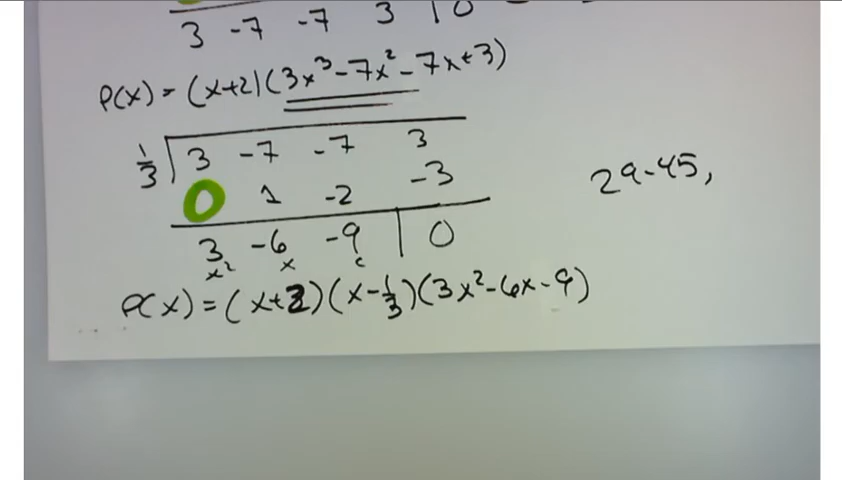 3 -7 -7 3 | 0
P(x) = (x+2)(3x³-7x²-7x+3)
1/3 | 3 -7 -7 3
0 1 -2 -3
29-45,
3 -6 -9 | 0
x² x c
P(x) = (x+2)(x-1/3)(3x²-6x-9)